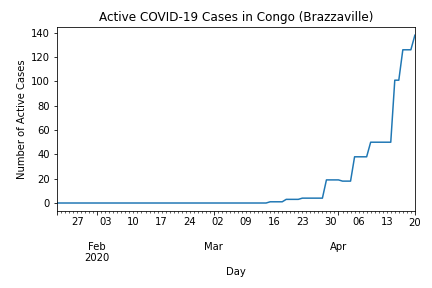 Active COVID-19 Cases in Congo (Brazzaville)
140
120
100
80
60
40
20
0
Number of Active Cases
27 03 10 17 24 02 09 16 23 30 06 13 20
Feb Mar Apr
2020
Day